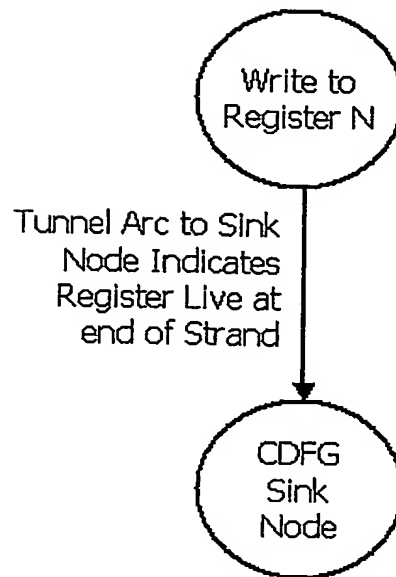 Write to
Register N
Tunnel Arc to Sink
Node Indicates
Register Live at
end of Strand
CDFG
Sink
Node